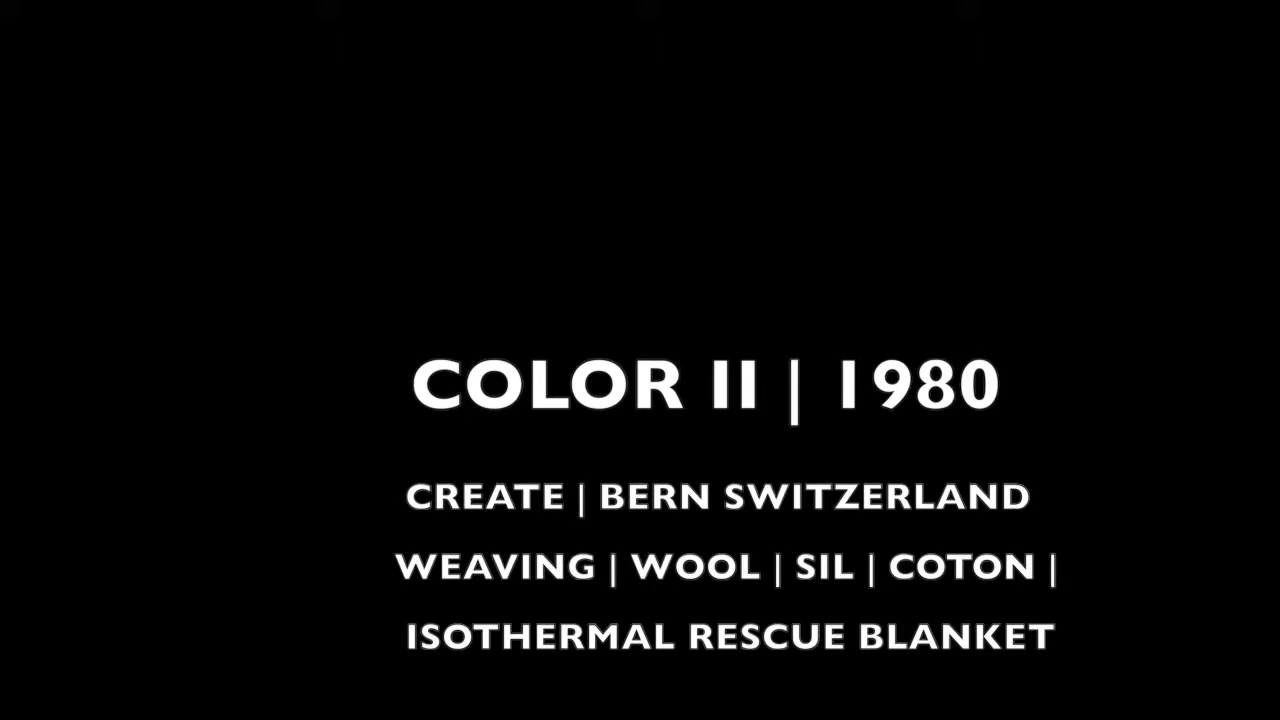 COLOR II | 1980
CREATE | BERN SWITZERLAND
WEAVING | WOOL | SIL | COTON |
ISOTHERMAL RESCUE BLANKET